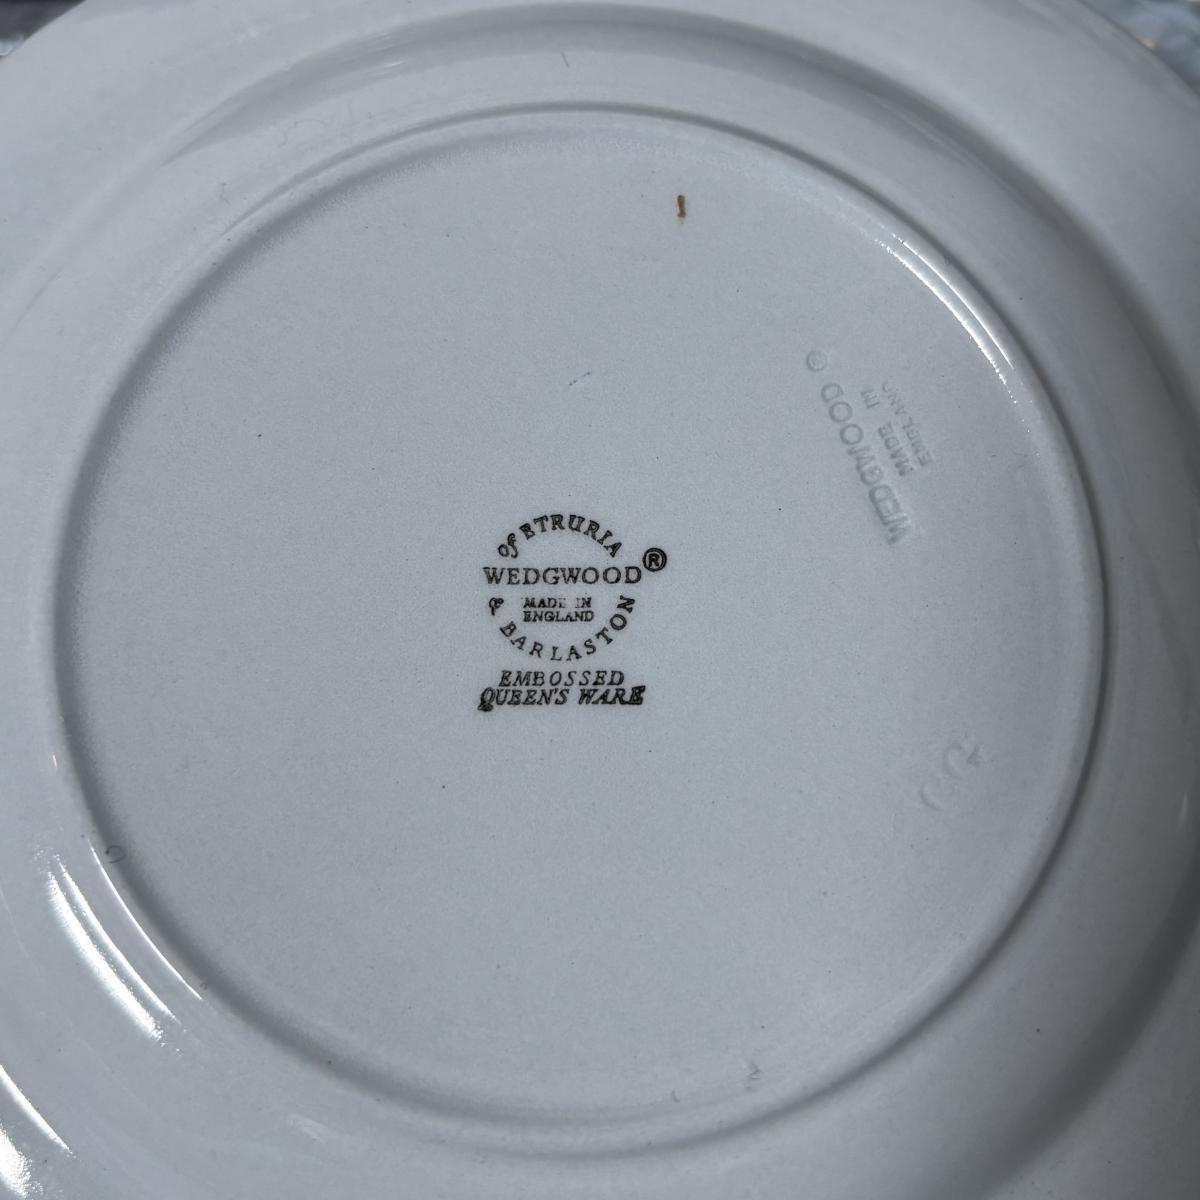 of ETRURIA
WEDGWOOD ®
MADE IN
ENGLAND
& BARLASTON
EMBOSSED
QUEEN'S WARE
WEDGWOOD ®
MADE IN
ENGLAND